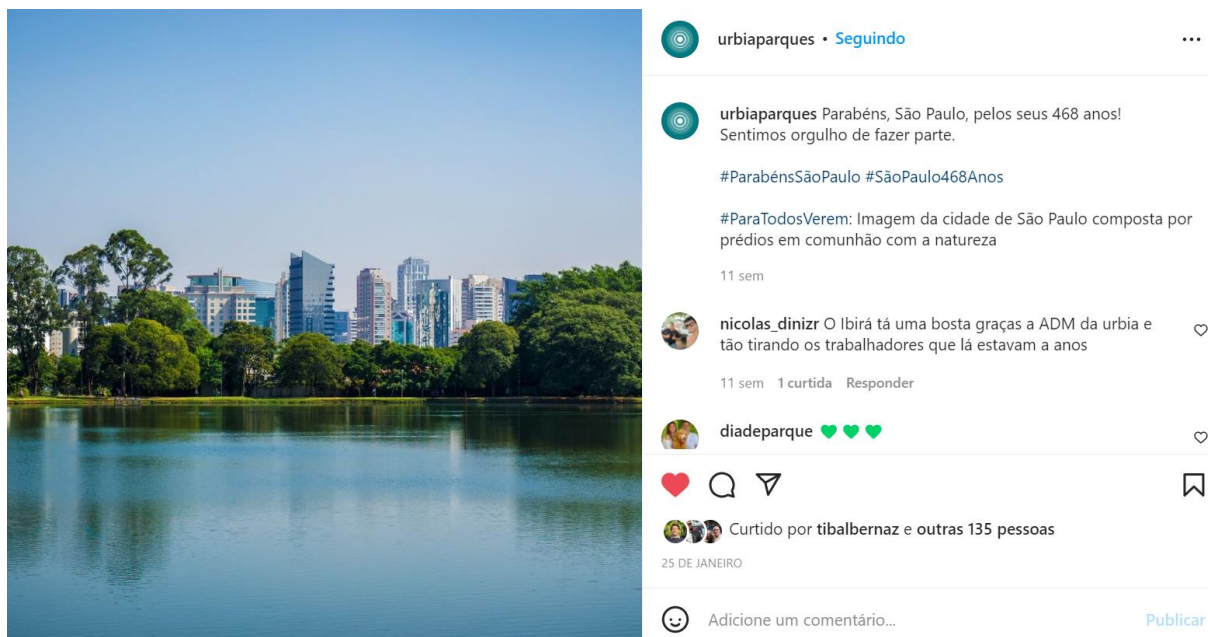 urbiaparques • Seguindo
urbiaparques Parabéns, São Paulo, pelos seus 468 anos!
Sentimos orgulho de fazer parte.
#ParabénsSãoPaulo #SãoPaulo468Anos
#ParaTodosVerem: Imagem da cidade de São Paulo composta por
prédios em comunhão com a natureza
11 sem
nicolas_dinizr O Ibirá tá uma bosta graças a ADM da urbia e
tão tirando os trabalhadores que lá estavam a anos
11 sem 1 curtida Responder
diadeparque 💚 💚 💚
Curtido por tibalbernaz e outras 135 pessoas
25 DE JANEIRO
Adicione um comentário... Publicar